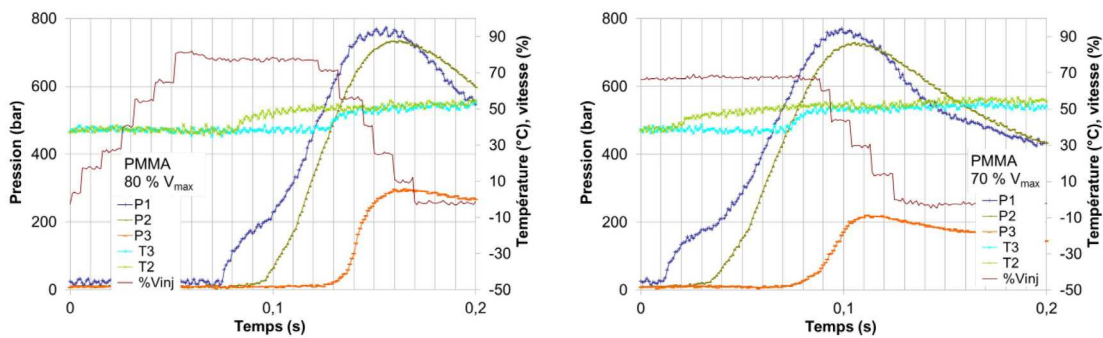 800
600
400
200
0
Pression (bar)
90
70
50
30
10
-10
-30
-50
Température (°C), vitesse (%)
PMMA
80 % Vmax
P1
P2
P3
T3
T2
%Vinj
0
0,1
0,2
Temps (s)
800
600
400
200
0
Pression (bar)
90
70
50
30
10
-10
-30
-50
Température (°C), vitesse (%)
PMMA
70 % Vmax
P1
P2
P3
T3
T2
%Vinj
0
0,1
0,2
Temps (s)